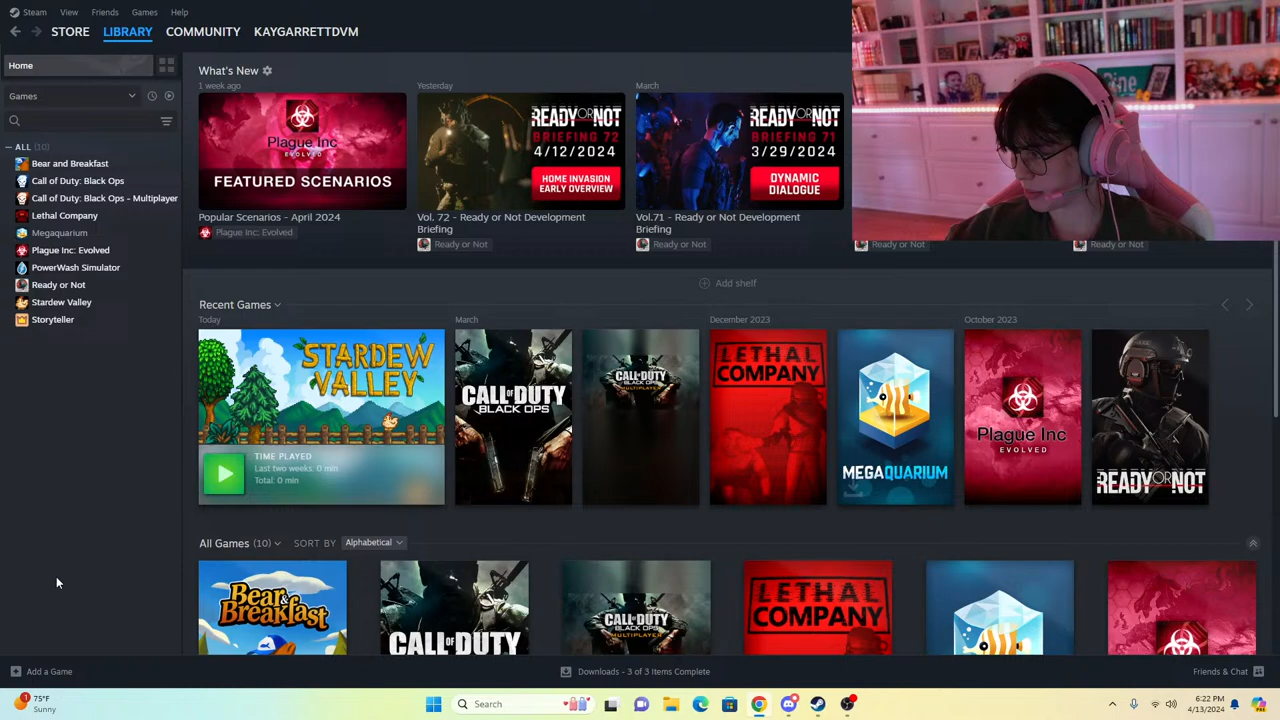 Steam View Friends Games Help
STORE LIBRARY COMMUNITY KAYGARRETTDVM
Home
Games
ALL (10)
Bear and Breakfast
Call of Duty: Black Ops
Call of Duty: Black Ops - Multiplayer
Lethal Company
Megaquarium
Plague Inc: Evolved
PowerWash Simulator
Ready or Not
Stardew Valley
Storyteller
What's New
1 week ago
Plague Inc
EVOLVED
FEATURED SCENARIOS
Popular Scenarios - April 2024
Plague Inc: Evolved
Yesterday
READY OR NOT
BRIEFING 72
4/12/2024
HOME INVASION
EARLY OVERVIEW
Vol. 72 - Ready or Not Development
Briefing
Ready or Not
March
READY OR NOT
BRIEFING 71
3/29/2024
DYNAMIC
DIALOGUE
Vol.71 - Ready or Not Development
Briefing
Ready or Not
Ready or Not
Ready or Not
Add shelf
Recent Games
Today
STARDEW
VALLEY
TIME PLAYED
Last two weeks: 0 min
Total: 0 min
March
CALL OF DUTY
BLACK OPS
CALL OF DUTY
BLACK OPS
MULTIPLAYER
December 2023
LETHAL
COMPANY
MEGAQUARIUM
October 2023
Plague Inc
EVOLVED
READY OR NOT
All Games (10) SORT BY Alphabetical
Bear &
Breakfast
CALL OF DUTY
CALL OF DUTY
BLACK OPS
MULTIPLAYER
LETHAL
COMPANY
Add a Game
Downloads - 3 of 3 Items Complete
Friends & Chat
75°F
Sunny
Search
6:22 PM
4/13/2024